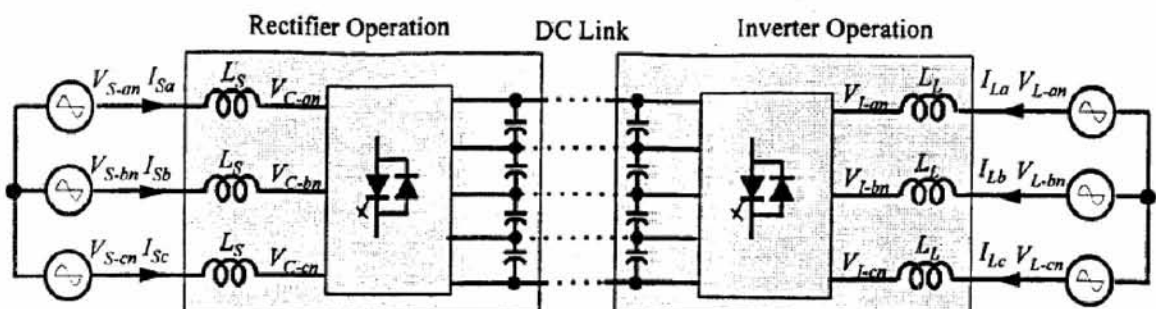 Rectifier Operation DC Link Inverter Operation
V_{S-an} I_{Sa} L_S V_{C-an} V_{I-an} L_L I_{La} V_{L-an}
V_{S-bn} I_{Sb} L_S V_{C-bn} V_{I-bn} L_L I_{Lb} V_{L-bn}
V_{S-cn} I_{Sc} L_S V_{C-cn} V_{I-cn} L_L I_{Lc} V_{L-cn}